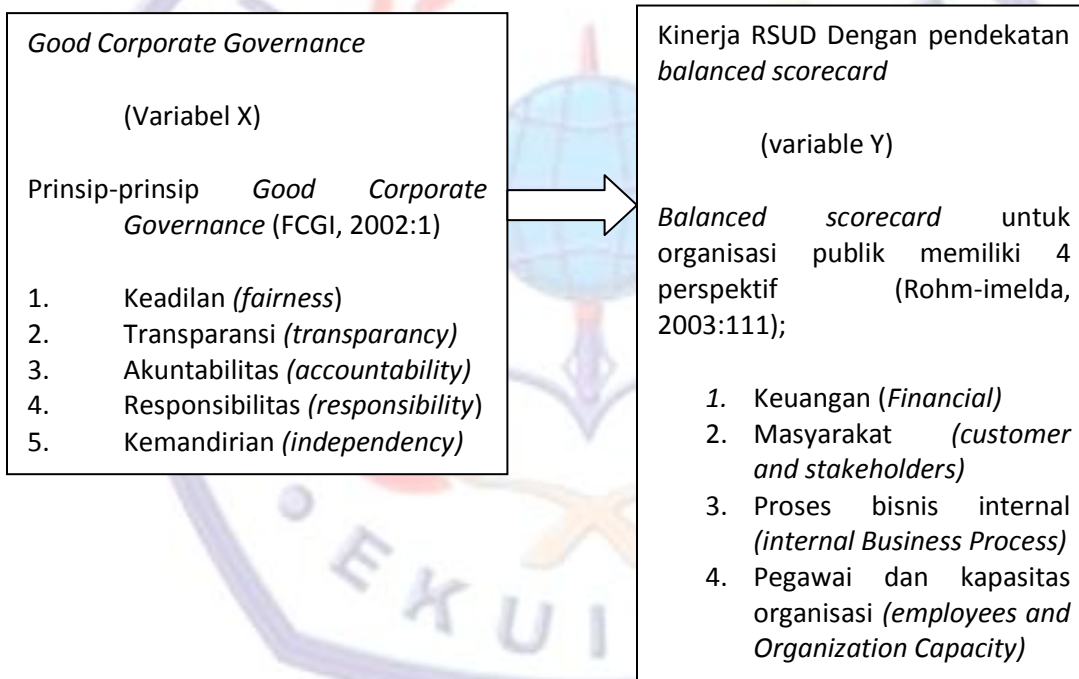 Good Corporate Governance
(Variabel X)
Prinsip-prinsip Good Corporate
Governance (FCGI, 2002:1)
1. Keadilan (fairness)
2. Transparansi (transparancy)
3. Akuntabilitas (accountability)
4. Responsibilitas (responsibility)
5. Kemandirian (independency)
Kinerja RSUD Dengan pendekatan
balanced scorecard
(variable Y)
Balanced scorecard untuk
organisasi publik memiliki 4
perspektif (Rohm-imelda,
2003:111);
1. Keuangan (Financial)
2. Masyarakat (customer
and stakeholders)
3. Proses bisnis internal
(internal Business Process)
4. Pegawai dan kapasitas
organisasi (employees and
Organization Capacity)
EKUI